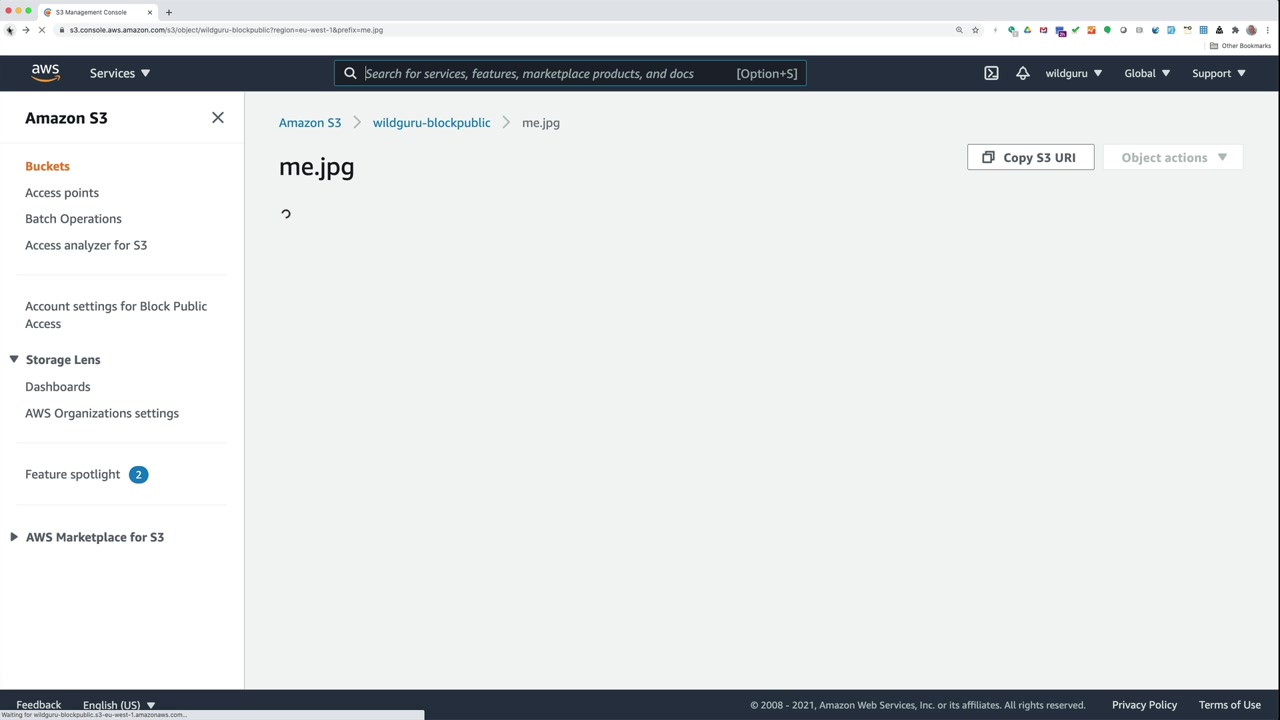 S3 Management Console
s3.console.aws.amazon.com/s3/object/wildguru-blockpublic?region=eu-west-1&prefix=me.jpg
Other Bookmarks
aws
Services
Search for services, features, marketplace products, and docs
[Option+S]
wildguru
Global
Support
Amazon S3
Amazon S3
wildguru-blockpublic
me.jpg
me.jpg
Copy S3 URI
Object actions
Buckets
Access points
Batch Operations
Access analyzer for S3
Account settings for Block Public
Access
Storage Lens
Dashboards
AWS Organizations settings
Feature spotlight 2
AWS Marketplace for S3
Feedback
English (US)
© 2008 - 2021, Amazon Web Services, Inc. or its affiliates. All rights reserved.
Privacy Policy
Terms of Use
Waiting for wildguru-blockpublic.s3-eu-west-1.amazonaws.com...